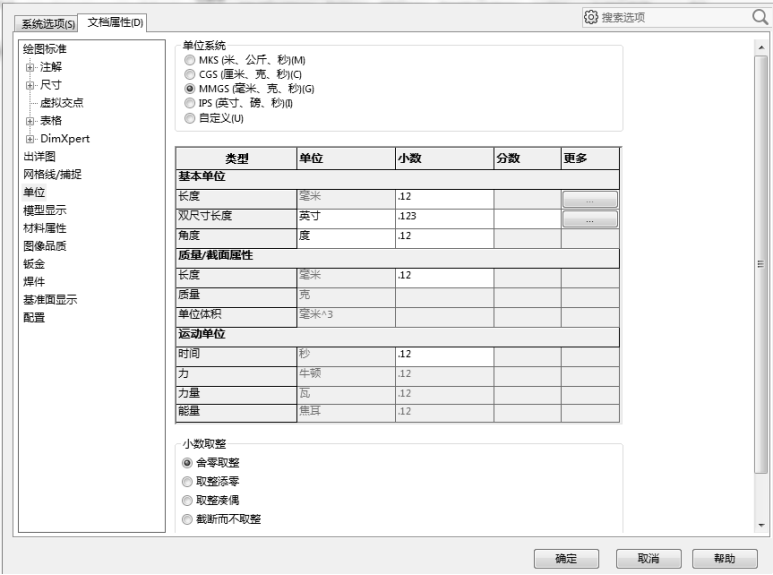 系统选项(S) 文档属性(D) 搜索选项
绘图标准
注解
尺寸
虚拟交点
表格
DimXpert
出详图
网格线/捕捉
单位
模型显示
材料属性
图像品质
钣金
焊件
基准面显示
配置
单位系统
MKS (米、公斤、秒)(M)
CGS (厘米、克、秒)(C)
MMGS (毫米、克、秒)(G)
IPS (英寸、磅、秒)(I)
自定义(U)
类型 单位 小数 分数 更多
基本单位
长度 毫米 .12 ...
双尺寸长度 英寸 .123 ...
角度 度 .12
质量/截面属性
长度 毫米 .12
质量 克
单位体积 毫米^3
运动单位
时间 秒 .12
力 牛顿 .12
力量 瓦 .12
能量 焦耳 .12
小数取整
舍零取整
取整添零
取整凑偶
截断而不取整
确定 取消 帮助